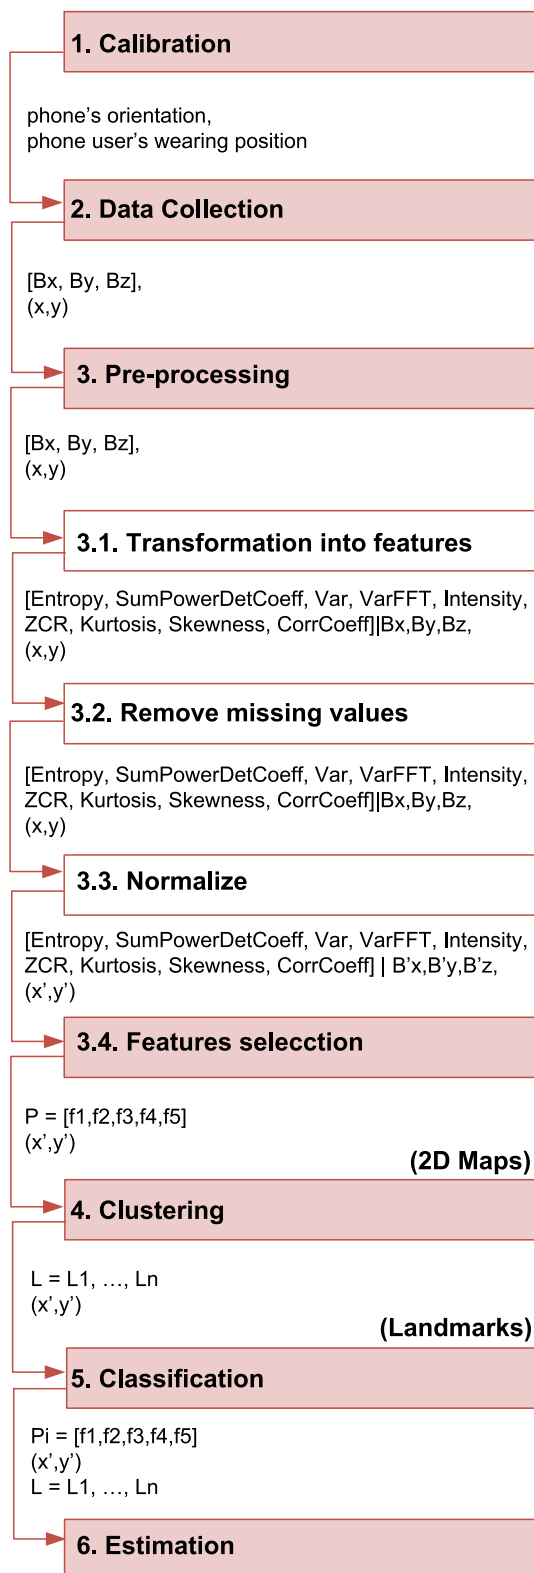 1. Calibration
phone's orientation,
phone user's wearing position
2. Data Collection
[Bx, By, Bz],
(x,y)
3. Pre-processing
[Bx, By, Bz],
(x,y)
3.1. Transformation into features
[Entropy, SumPowerDetCoeff, Var, VarFFT, Intensity,
ZCR, Kurtosis, Skewness, CorrCoeff]|Bx,By,Bz,
(x,y)
3.2. Remove missing values
[Entropy, SumPowerDetCoeff, Var, VarFFT, Intensity,
ZCR, Kurtosis, Skewness, CorrCoeff]|Bx,By,Bz,
(x,y)
3.3. Normalize
[Entropy, SumPowerDetCoeff, Var, VarFFT, Intensity,
ZCR, Kurtosis, Skewness, CorrCoeff] | B’x,B’y,B’z,
(x’,y’)
3.4. Features selecction
P = [f1,f2,f3,f4,f5]
(x’,y’)
(2D Maps)
4. Clustering
L = L1, …, Ln
(x’,y’)
(Landmarks)
5. Classification
Pi = [f1,f2,f3,f4,f5]
(x’,y’)
L = L1, …, Ln
6. Estimation